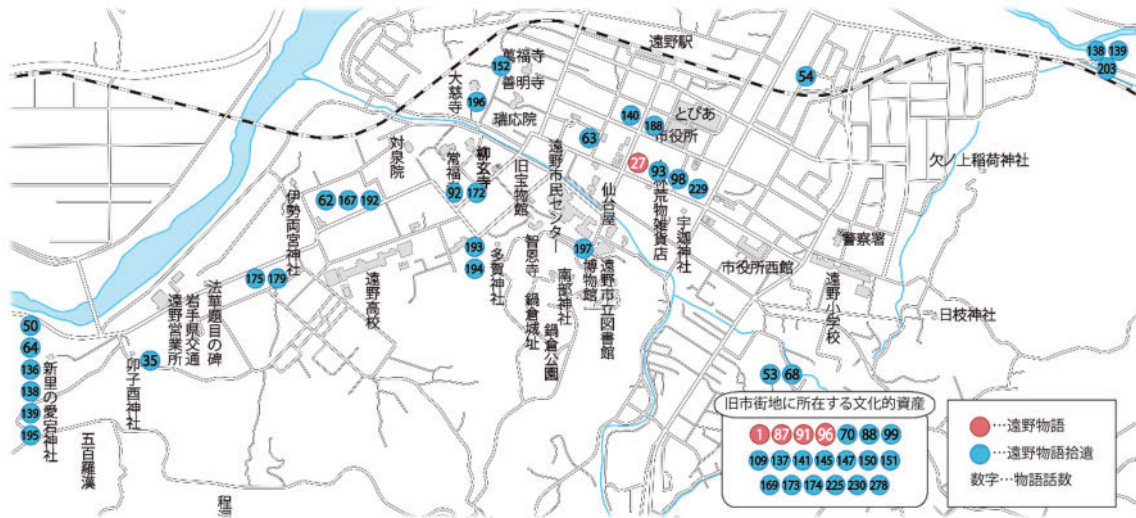 遠野駅
萬福寺
善明寺
大慈寺
瑞応院
対泉院
常福寺
柳玄寺
旧宝物館
遠野市民センター
仙台屋
とぴあ
市役所
荒物雑貨店
宇迦神社
市役所西館
警察署
欠ノ上稲荷神社
遠野小学校
日枝神社
伊勢両宮神社
遠野高校
多賀神社
智恩寺
鍋倉城址
南部神社
鍋倉公園
博物館
遠野市立図書館
法華題目の碑
岩手県交通
遠野営業所
卯子酉神社
新里の愛宕神社
五百羅漢
程
152
196
54
138 139
203
140
188
63
27
93
98
229
62 167 192
92 172
193
194
197
175 179
35
50
64
136
138
139
195
53 68
旧市街地に所在する文化的資産
1 87 91 96 70 88 99
109 137 141 145 147 150 151
169 173 174 225 230 278
…遠野物語
…遠野物語拾遺
数字…物語話数